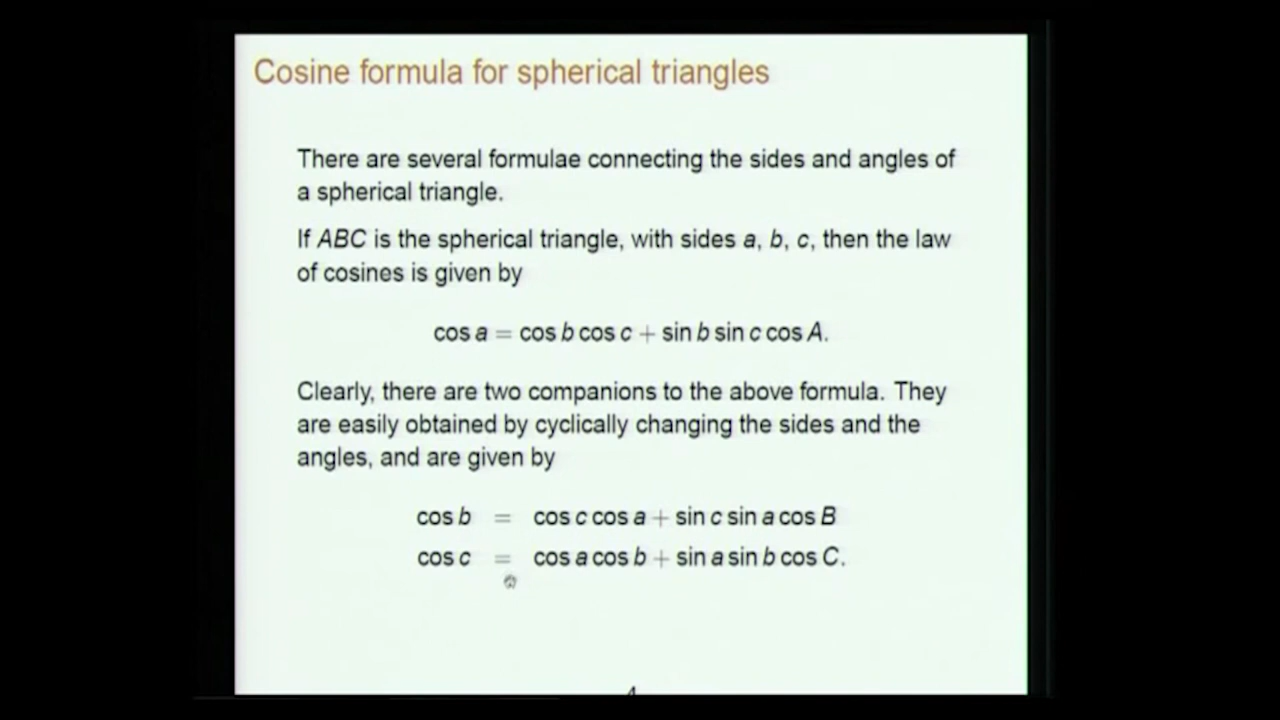 Cosine formula for spherical triangles
There are several formulae connecting the sides and angles of
a spherical triangle.
If ABC is the spherical triangle, with sides a, b, c, then the law
of cosines is given by
cos a = cos b cos c + sin b sin c cos A.
Clearly, there are two companions to the above formula. They
are easily obtained by cyclically changing the sides and the
angles, and are given by
cos b = cos c cos a + sin c sin a cos B
cos c = cos a cos b + sin a sin b cos C.